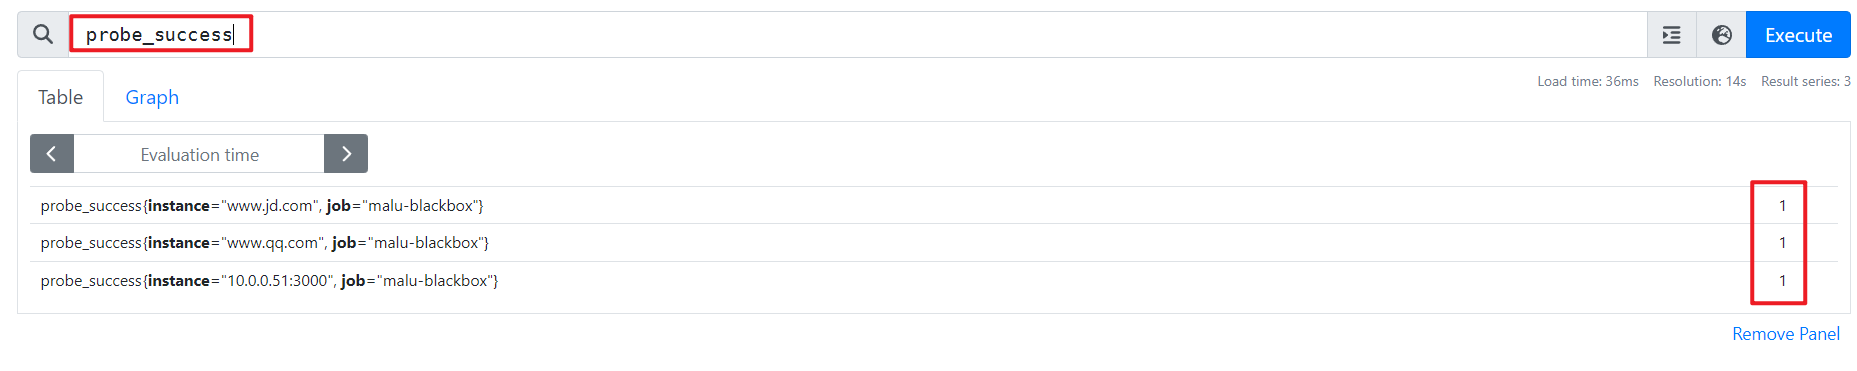 probe_success
Execute
Table
Graph
Load time: 36ms Resolution: 14s Result series: 3
Evaluation time
probe_success{instance="www.jd.com", job="malu-blackbox"} 1
probe_success{instance="www.qq.com", job="malu-blackbox"} 1
probe_success{instance="10.0.0.51:3000", job="malu-blackbox"} 1
Remove Panel